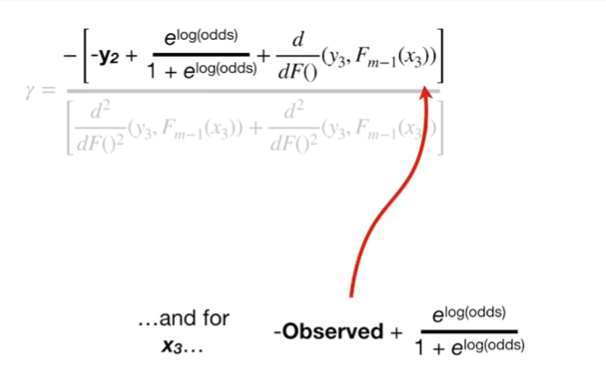 γ = −[-y₂ + e^log(odds) / (1 + e^log(odds)) + d/dF() (y₃, Fₘ₋₁(x₃))]
[d²/dF()² (y₃, Fₘ₋₁(x₃)) + d²/dF()² (y₃, Fₘ₋₁(x₃))]
…and for
x₃…
-Observed + e^log(odds) / (1 + e^log(odds))